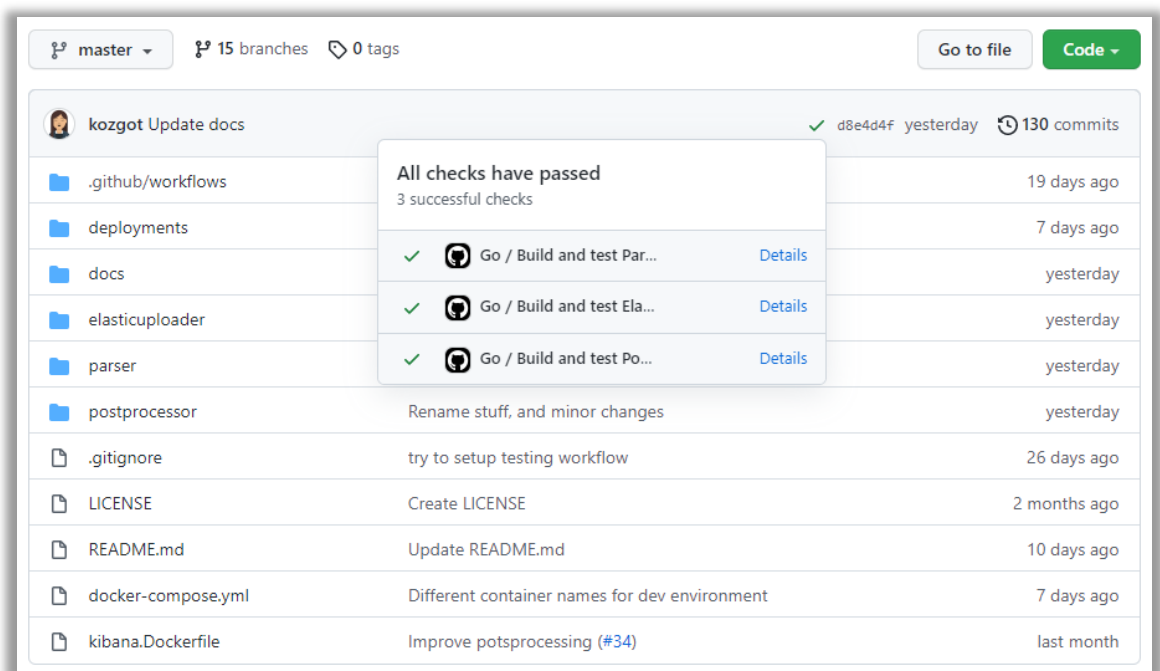 master 15 branches 0 tags Go to file Code
kozgot Update docs d8e4d4f yesterday 130 commits
All checks have passed
3 successful checks
.github/workflows 19 days ago
deployments 7 days ago
Go / Build and test Par... Details
docs yesterday
Go / Build and test Ela... Details
elasticuploader yesterday
Go / Build and test Po... Details
parser yesterday
postprocessor Rename stuff, and minor changes yesterday
.gitignore try to setup testing workflow 26 days ago
LICENSE Create LICENSE 2 months ago
README.md Update README.md 10 days ago
docker-compose.yml Different container names for dev environment 7 days ago
kibana.Dockerfile Improve potsprocessing (#34) last month